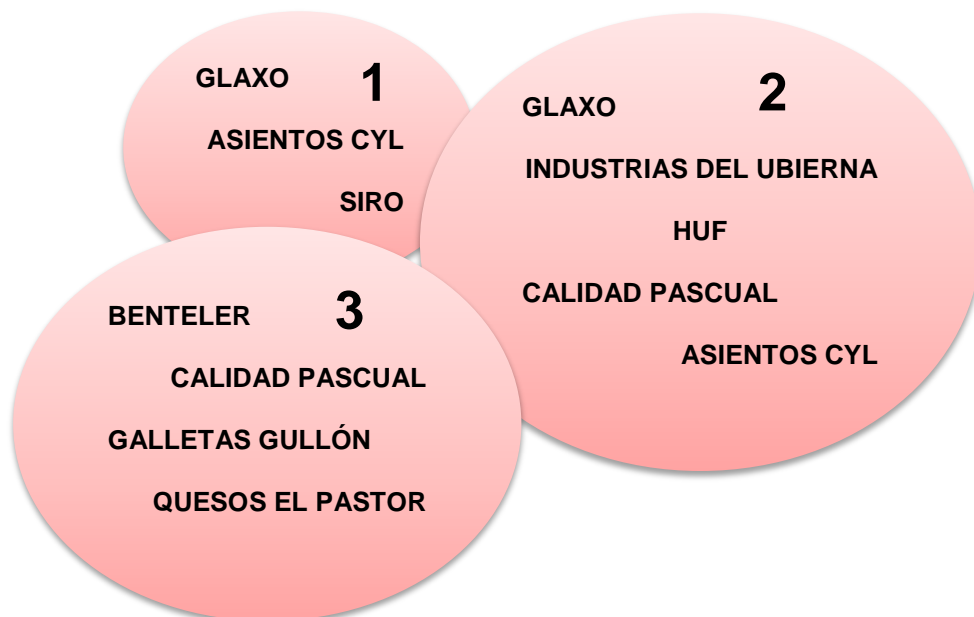 GLAXO 1
ASIENTOS CYL
SIRO
GLAXO 2
INDUSTRIAS DEL UBIERNA
HUF
CALIDAD PASCUAL
ASIENTOS CYL
BENTELER 3
CALIDAD PASCUAL
GALLETAS GULLÓN
QUESOS EL PASTOR